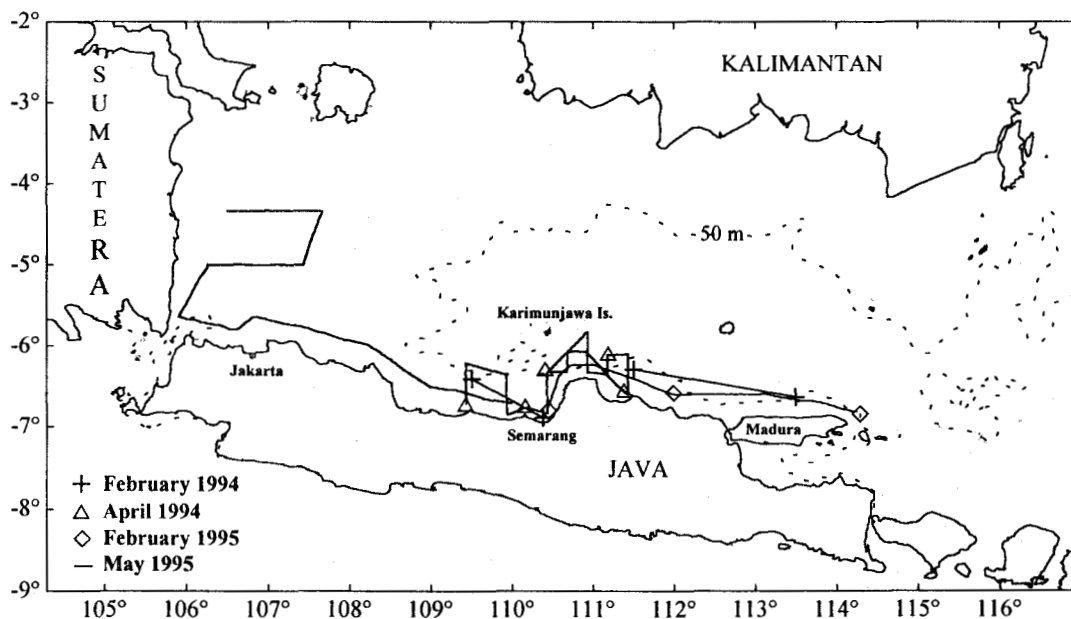 -2°
-3°
-4°
-5°
-6°
-7°
-8°
-9°
SUMATERA
KALIMANTAN
50 m
Karimunjawa Is.
Jakarta
Semarang
Madura
JAVA
February 1994
April 1994
February 1995
May 1995
105° 106° 107° 108° 109° 110° 111° 112° 113° 114° 115° 116°